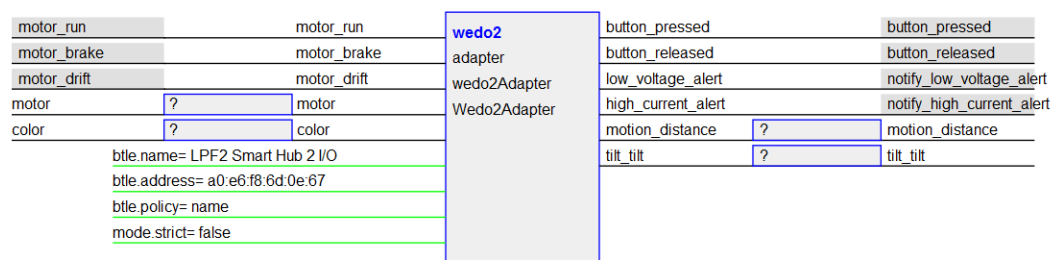 motor_run motor_run wedo2 button_pressed button_pressed
motor_brake motor_brake adapter button_released button_released
motor_drift motor_drift wedo2Adapter low_voltage_alert notify_low_voltage_alert
motor ? motor Wedo2Adapter high_current_alert notify_high_current_alert
color ? color motion_distance ? motion_distance
btle.name= LPF2 Smart Hub 2 I/O tilt_tilt ? tilt_tilt
btle.address= a0:e6:f8:6d:0e:67
btle.policy= name
mode.strict= false